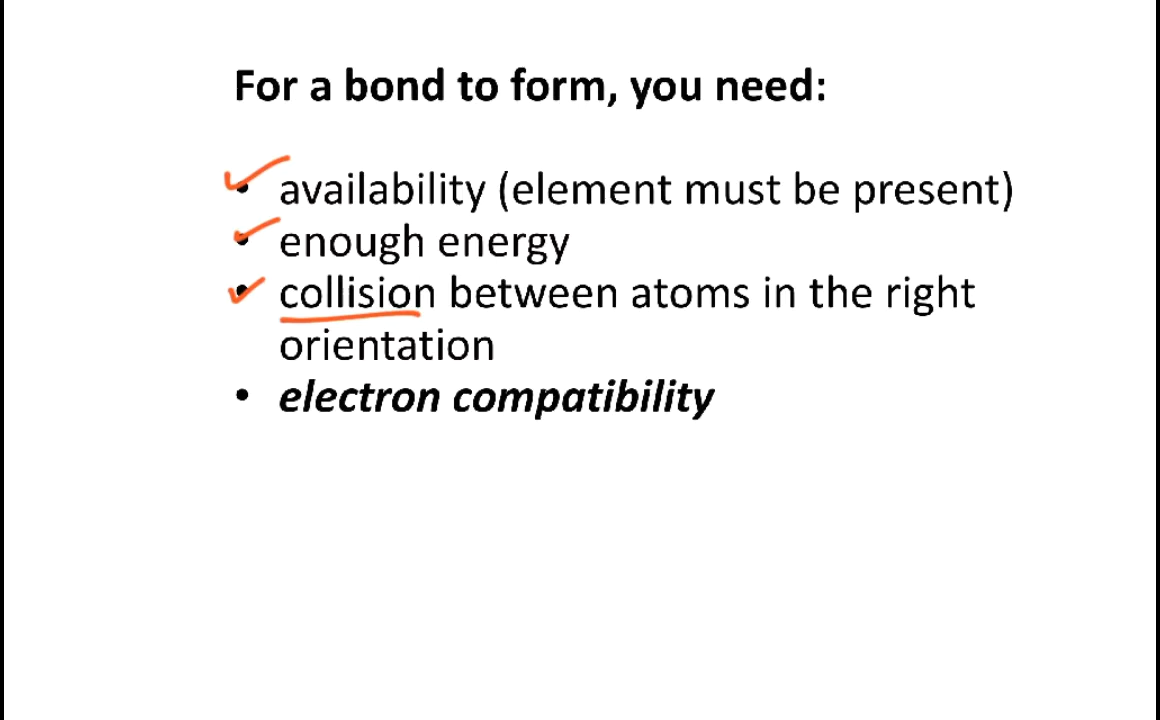 For a bond to form, you need:
• availability (element must be present)
• enough energy
• collision between atoms in the right
orientation
• electron compatibility